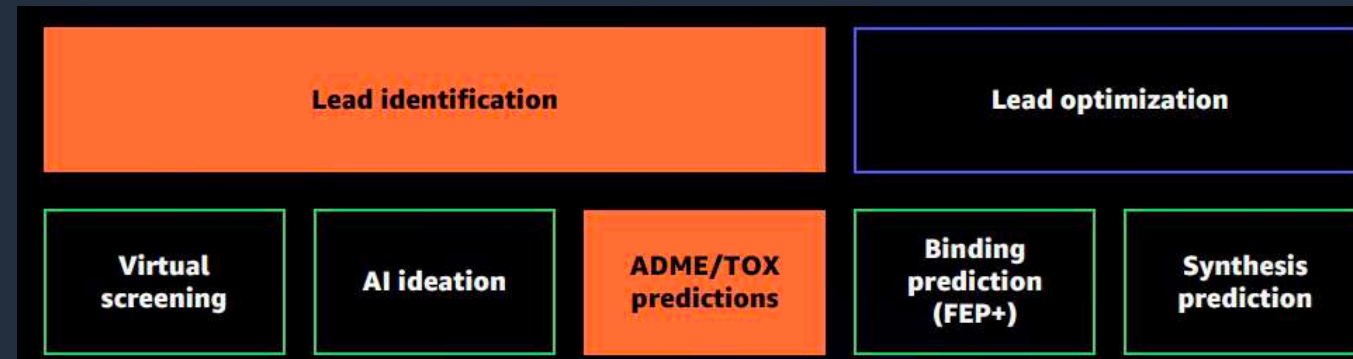 Lead identification
Lead optimization
Virtual
screening
AI ideation
ADME/TOX
predictions
Binding
prediction
(FEP+)
Synthesis
prediction